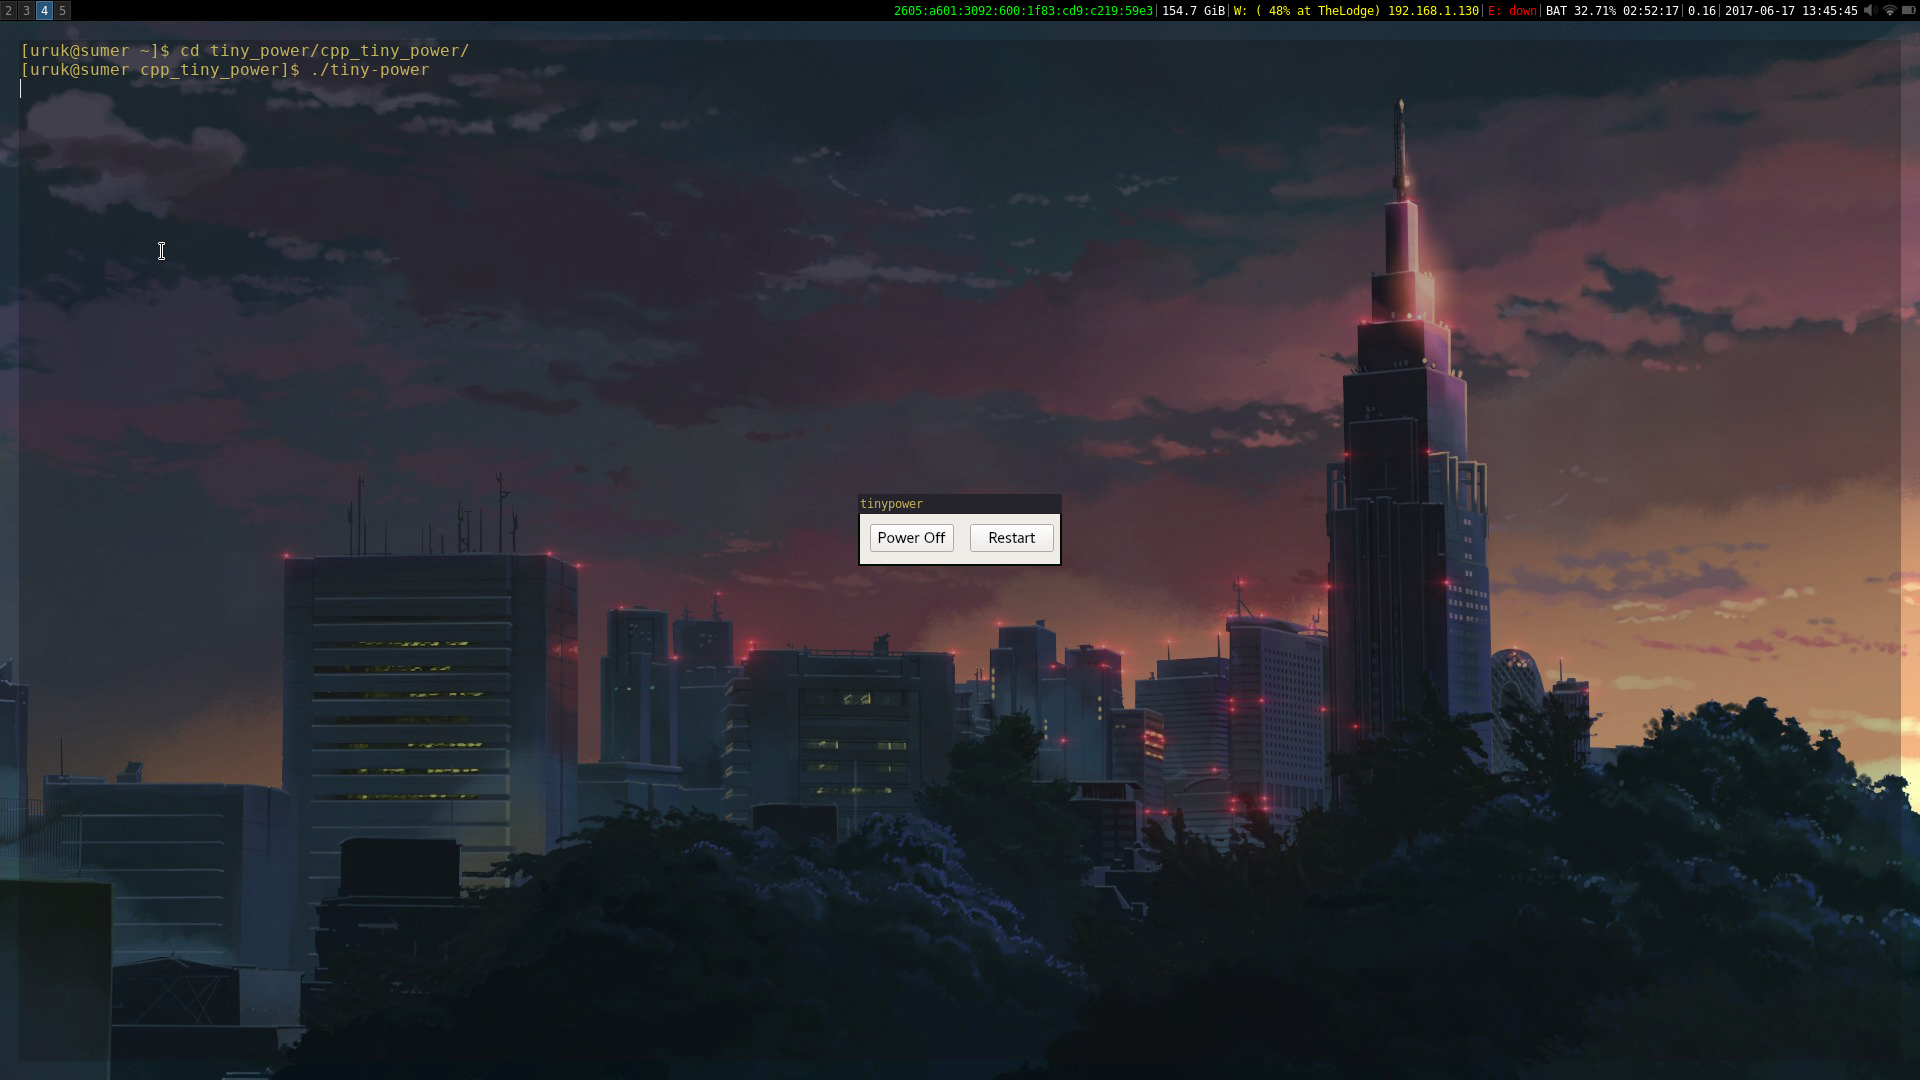 2 3 4 5 2605:a601:3092:600:1f83:cd9:c219:59e3| 154.7 GiB| W: ( 48% at TheLodge) 192.168.1.130| E: down| BAT 32.71% 02:52:17| 0.16| 2017-06-17 13:45:45
[uruk@sumer ~]$ cd tiny_power/cpp_tiny_power/
[uruk@sumer cpp_tiny_power]$ ./tiny-power
tinypower
Power Off Restart